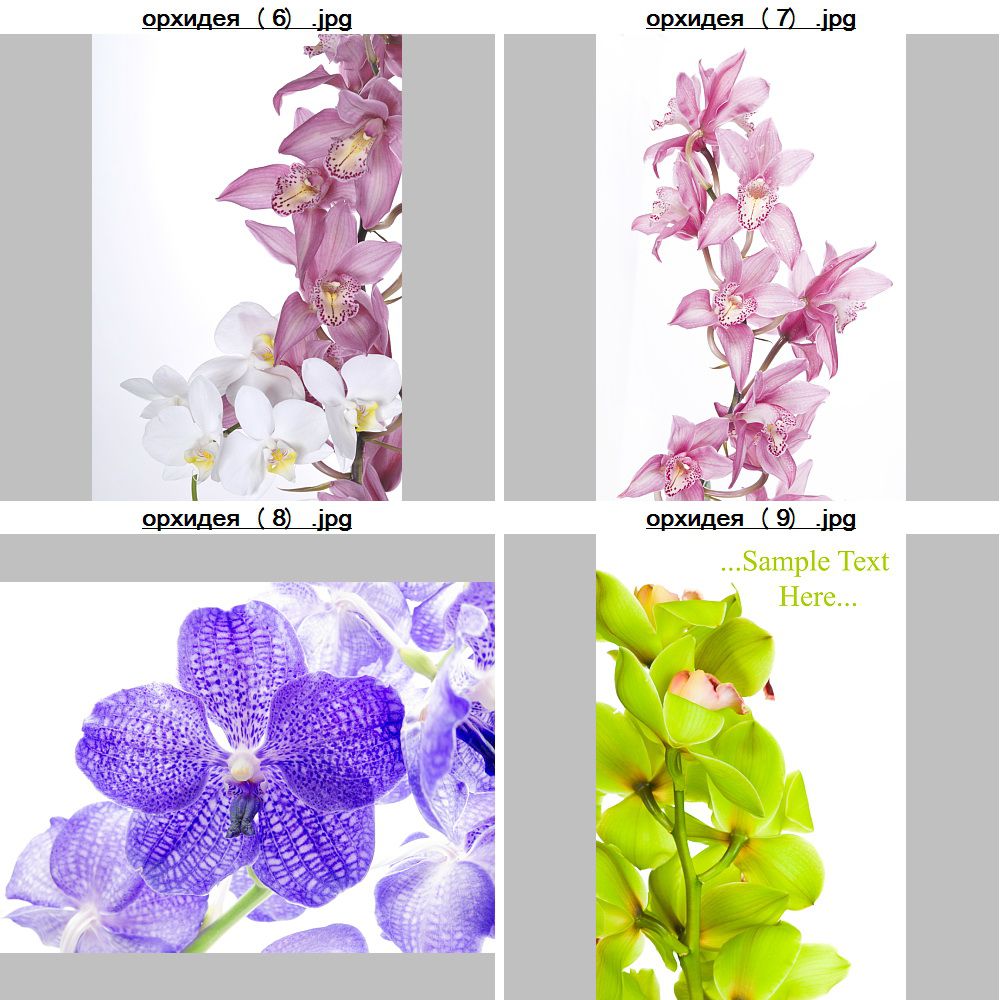 орхидея (6) .jpg
орхидея (7) .jpg
орхидея (8) .jpg
орхидея (9) .jpg
...Sample Text
Here...